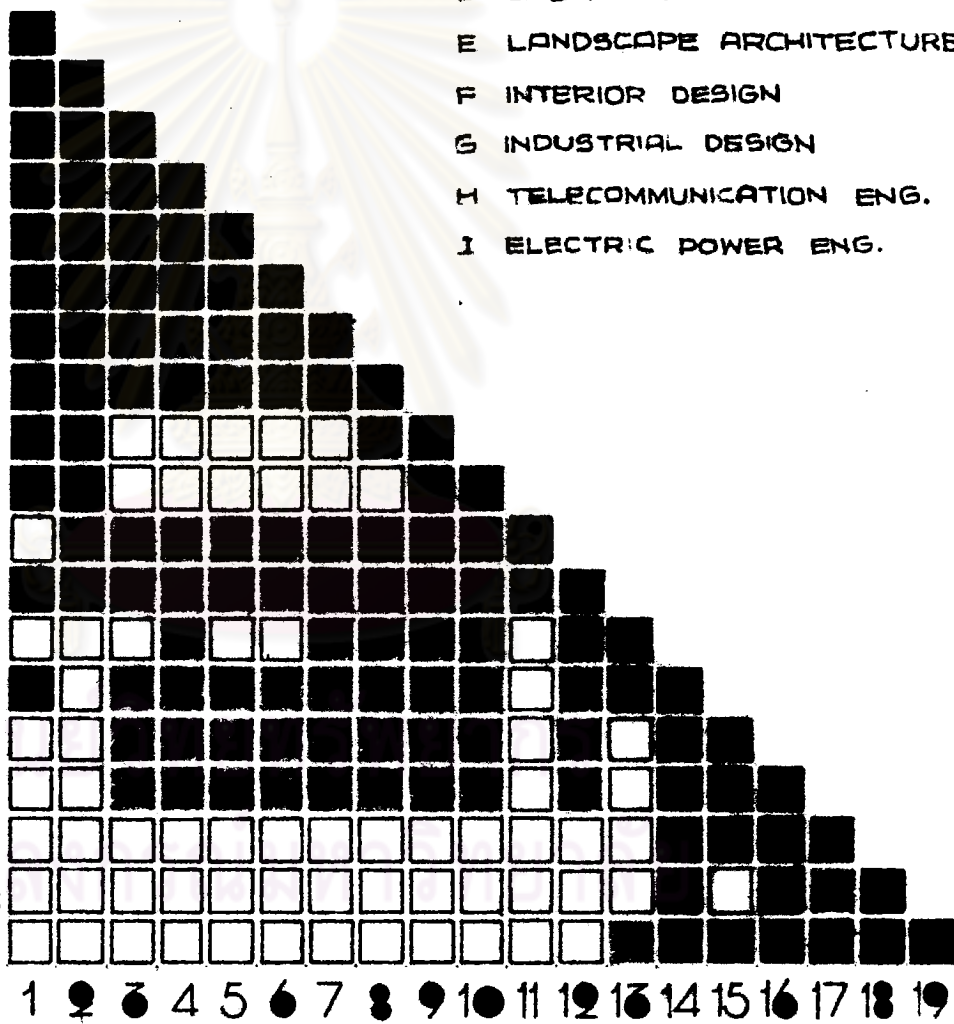 E LANDSCAPE ARCHITECTURE
F INTERIOR DESIGN
G INDUSTRIAL DESIGN
H TELECOMMUNICATION ENG.
I ELECTRIC POWER ENG.
1 2 3 4 5 6 7 8 9 10 11 12 13 14 15 16 17 18 19